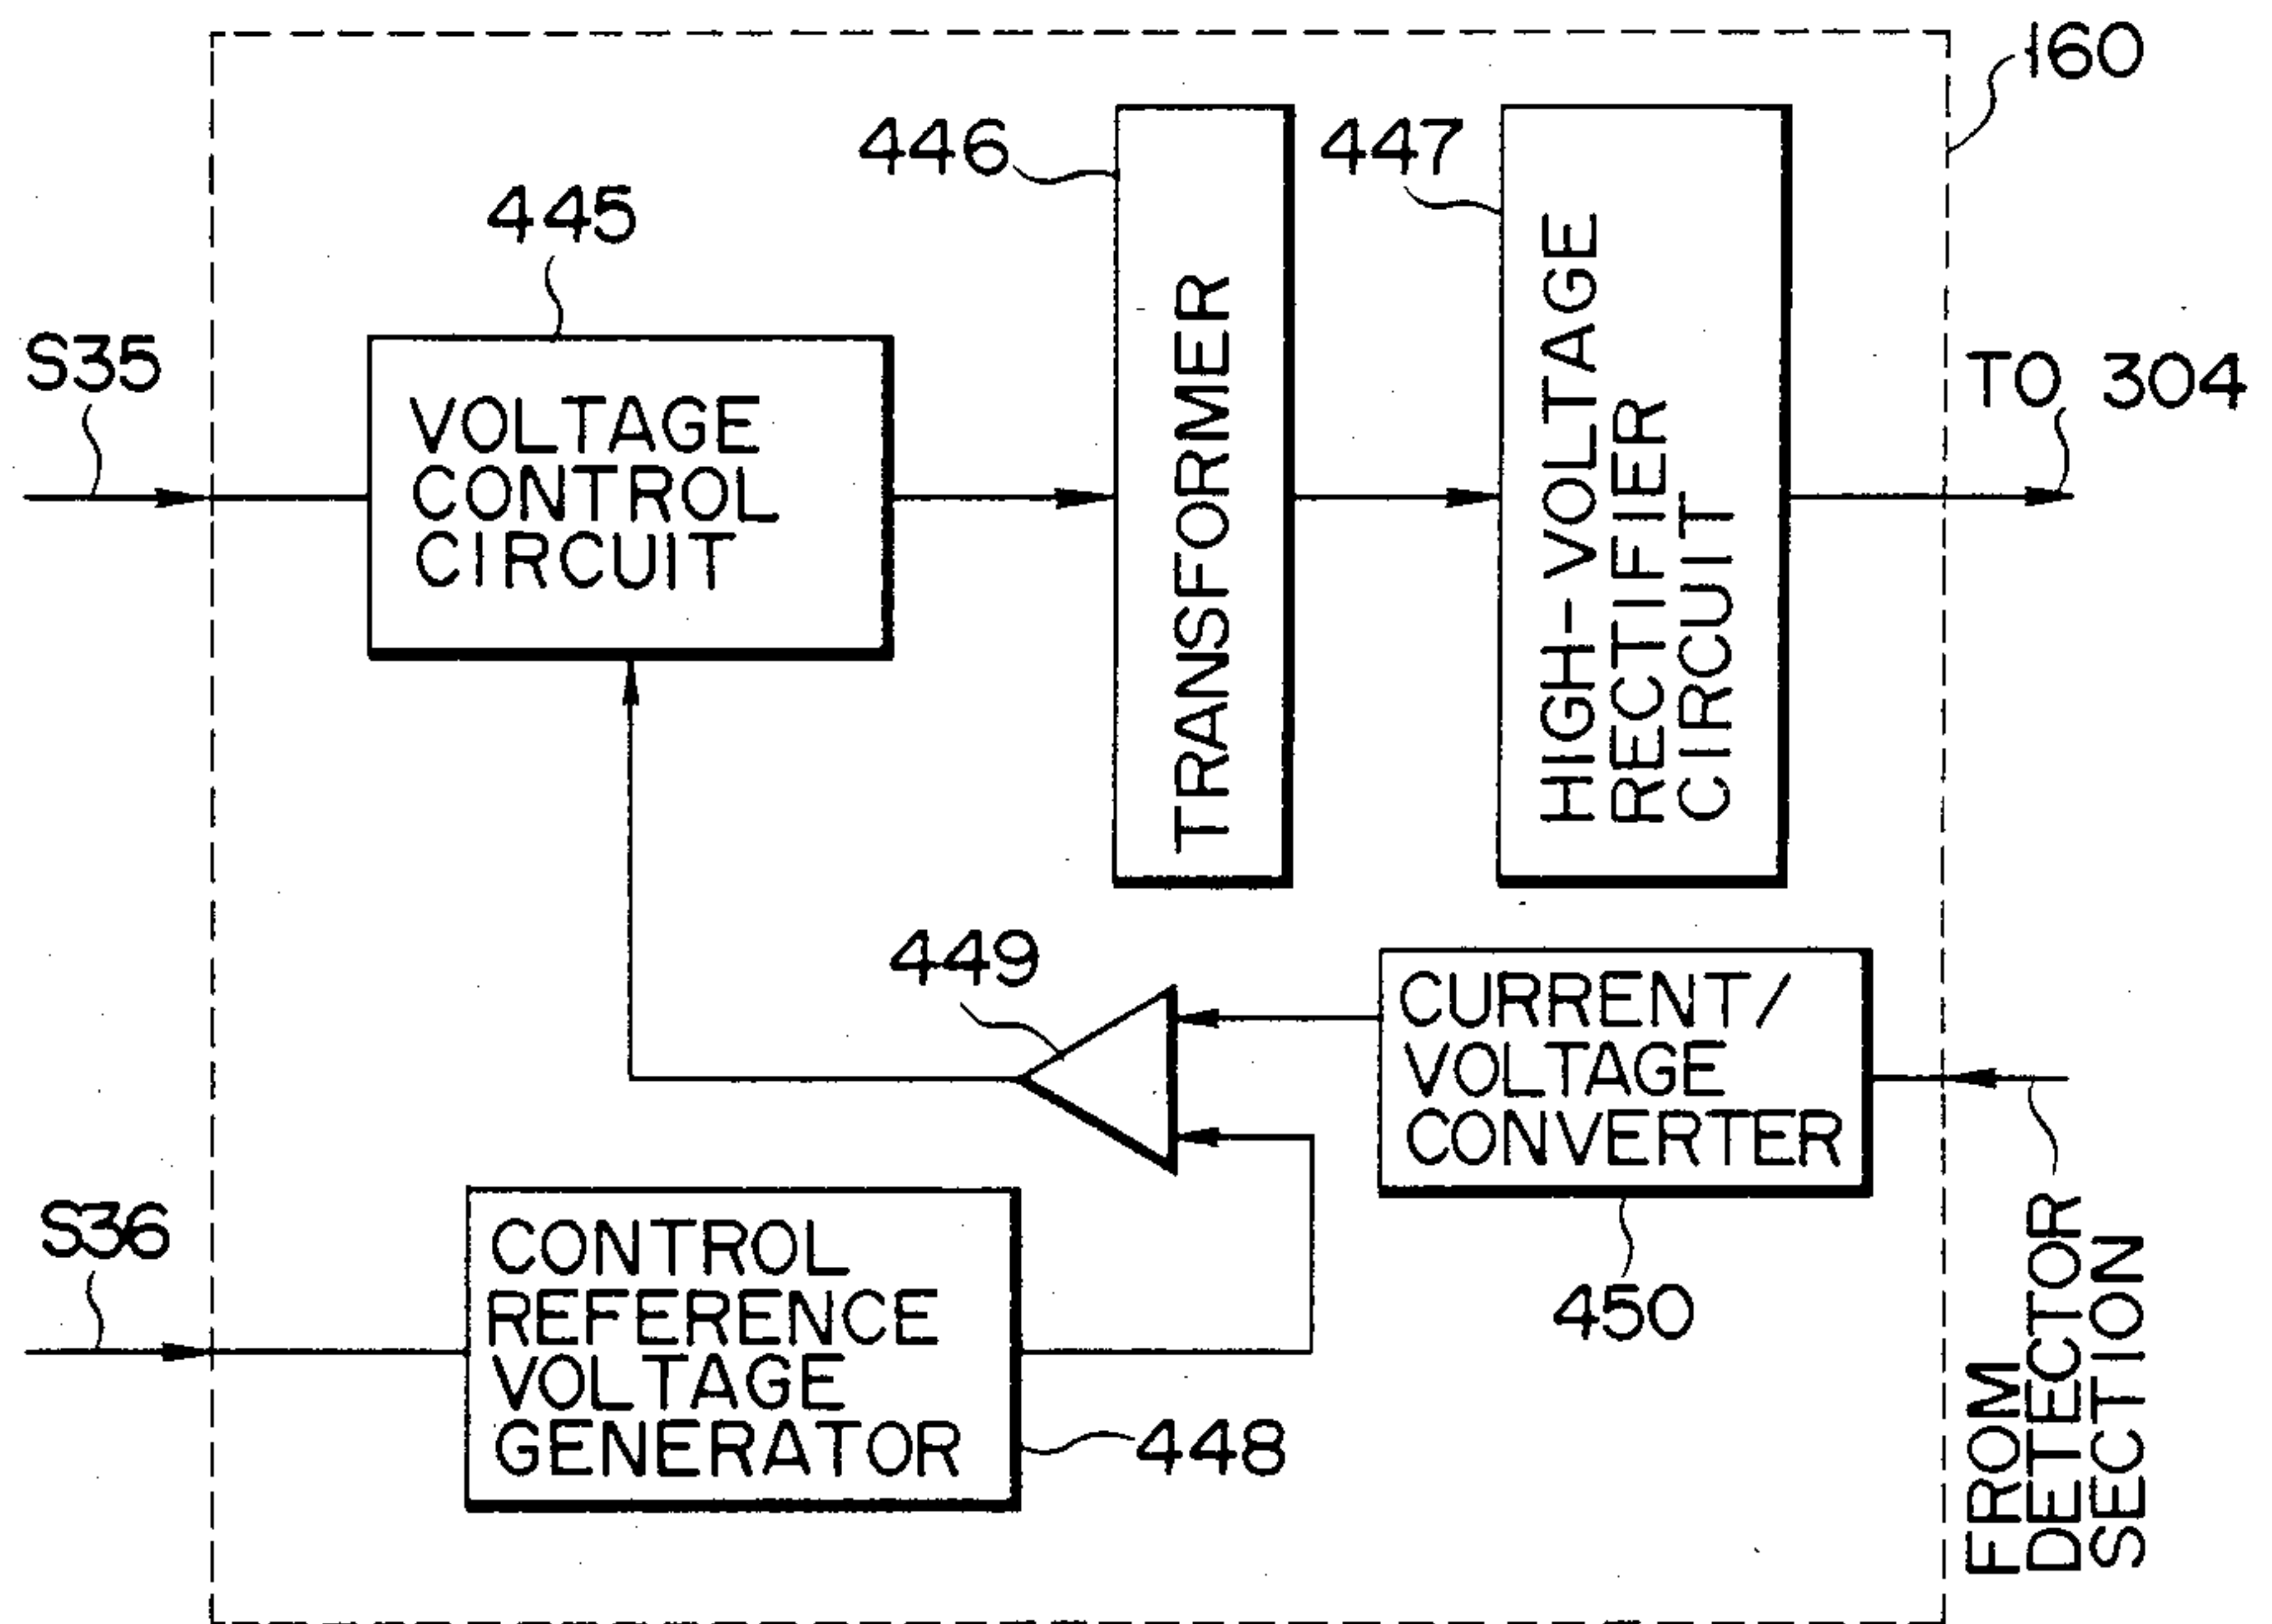 160
446
447
445
S35
VOLTAGE
CONTROL
CIRCUIT
TRANSFORMER
HIGH-VOLTAGE
RECTIFIER
CIRCUIT
TO 304
449
CURRENT/
VOLTAGE
CONVERTER
450
S36
CONTROL
REFERENCE
VOLTAGE
GENERATOR
448
FROM
DETECTOR
SECTION